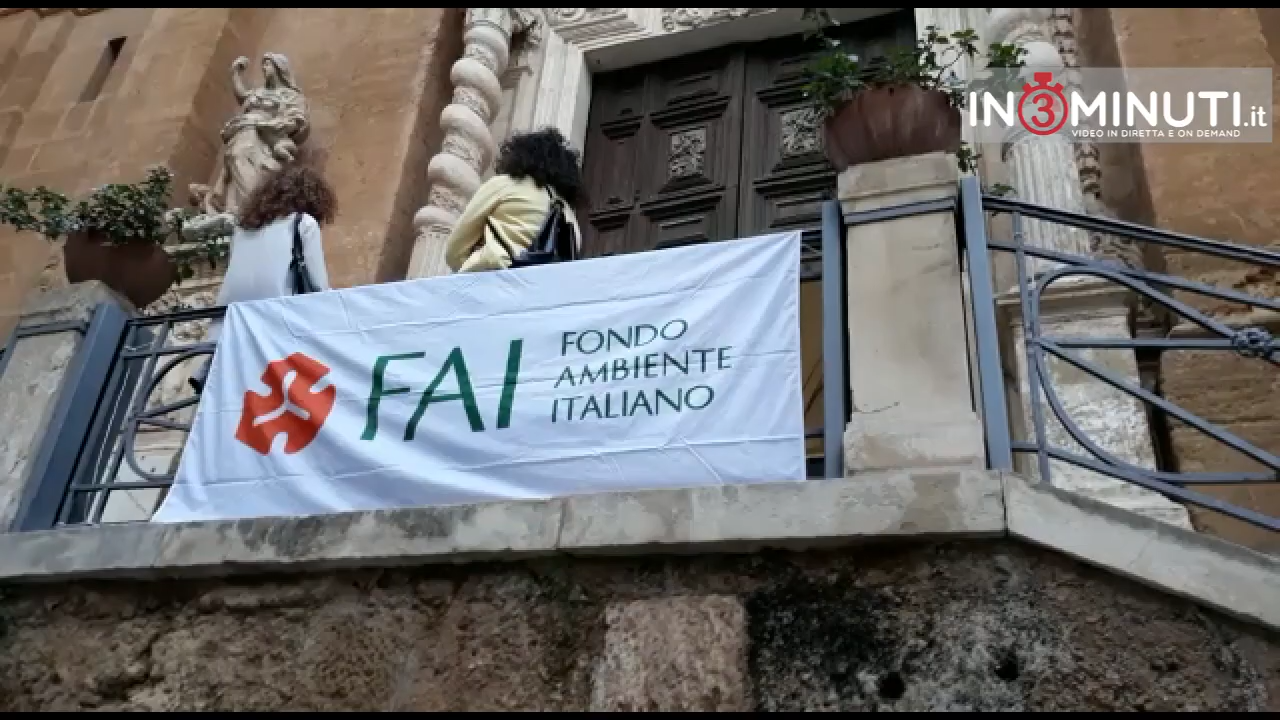 IN3MINUTI.it
VIDEO IN DIRETTA E ON DEMAND
FAI
FONDO
AMBIENTE
ITALIANO